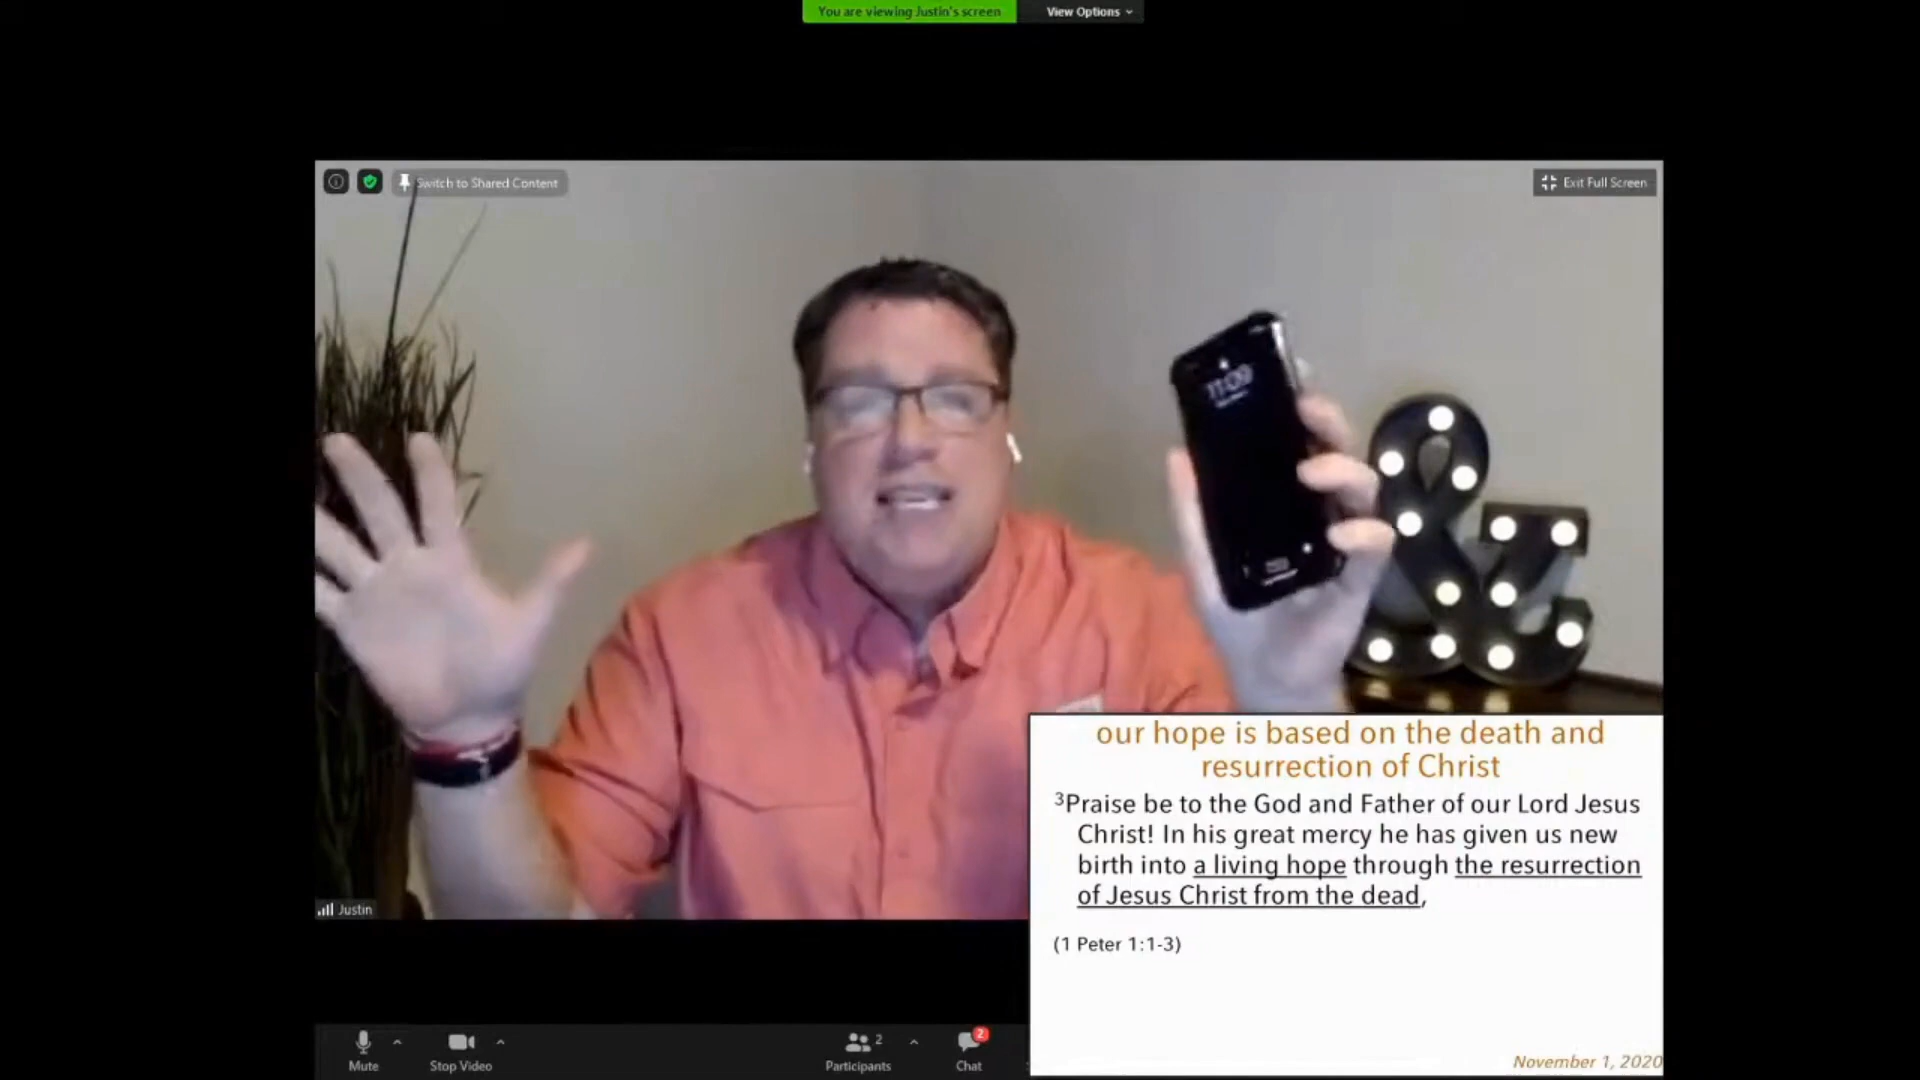 You are viewing Justin's screen
View Options
Switch to Shared Content
Exit Full Screen
11:09
our hope is based on the death and
resurrection of Christ
3Praise be to the God and Father of our Lord Jesus
Christ! In his great mercy he has given us new
birth into a living hope through the resurrection
of Jesus Christ from the dead,
(1 Peter 1:1-3)
Justin
November 1, 2020
Mute
Stop Video
2
Participants
2
Chat